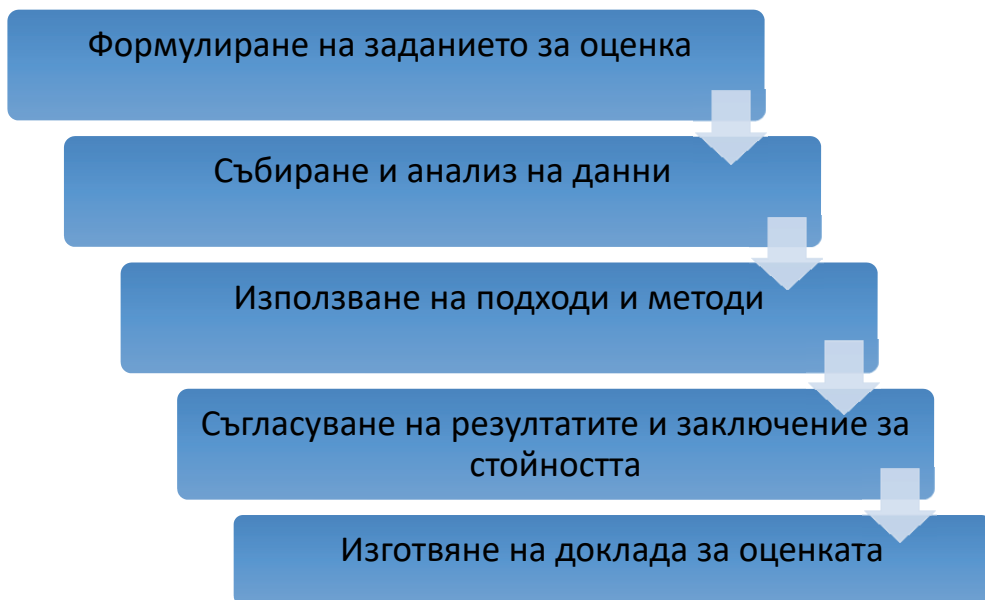 Формулиране на заданието за оценка
Събиране и анализ на данни
Използване на подходи и методи
Съгласуване на резултатите и заключение за
стойността
Изготвяне на доклада за оценката